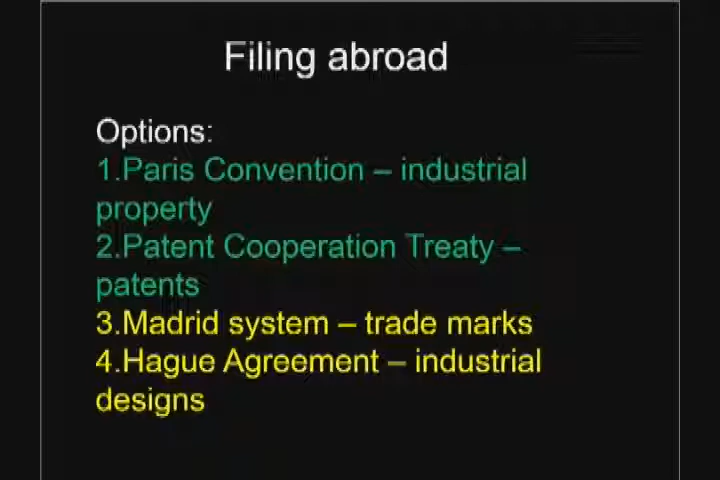 Filing abroad
Options:
1.Paris Convention – industrial
property
2.Patent Cooperation Treaty –
patents
3.Madrid system – trade marks
4.Hague Agreement – industrial
designs